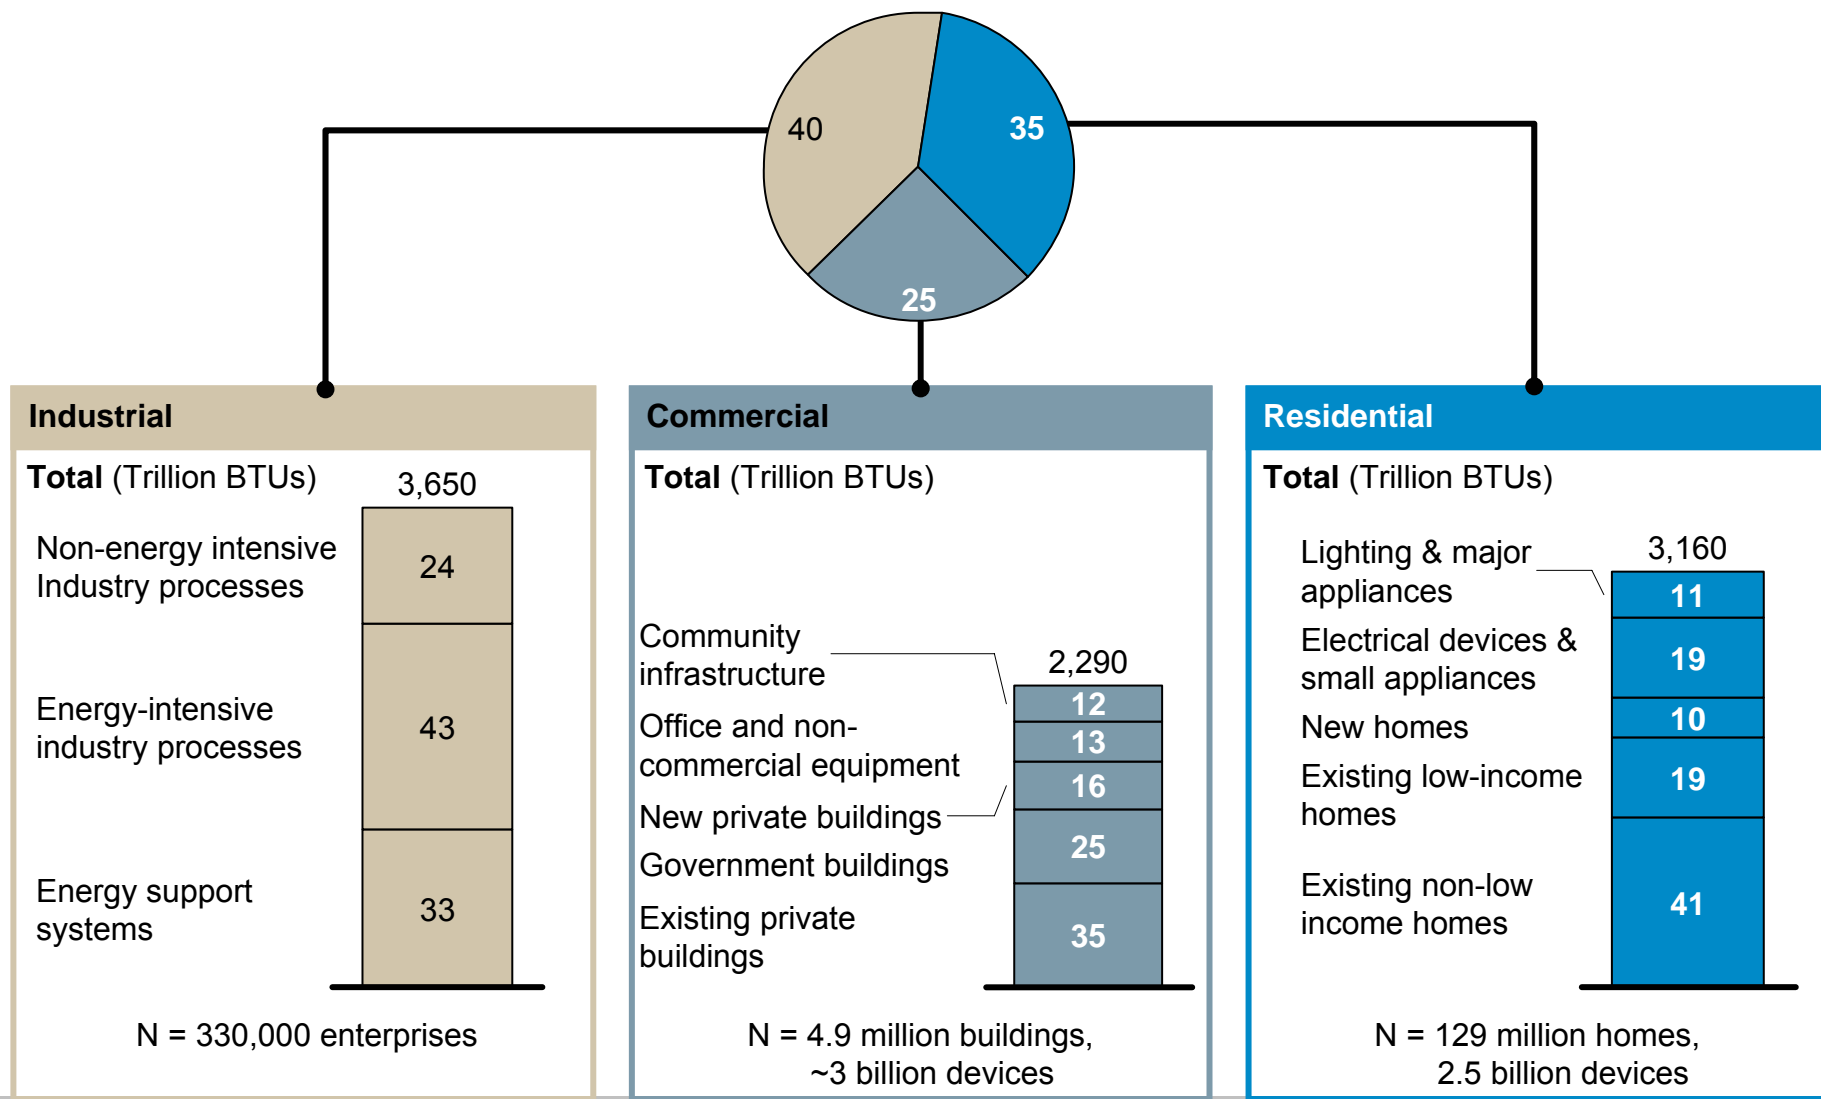 40
35
25
Industrial
Total (Trillion BTUs)
3,650
Non-energy intensive
Industry processes
24
Energy-intensive
industry processes
43
Energy support
systems
33
N = 330,000 enterprises
Commercial
Total (Trillion BTUs)
2,290
Community
infrastructure
12
Office and non-
commercial equipment
13
New private buildings
16
Government buildings
25
Existing private
buildings
35
N = 4.9 million buildings,
~3 billion devices
Residential
Total (Trillion BTUs)
3,160
Lighting & major
appliances
11
Electrical devices &
small appliances
19
New homes
10
Existing low-income
homes
19
Existing non-low
income homes
41
N = 129 million homes,
2.5 billion devices